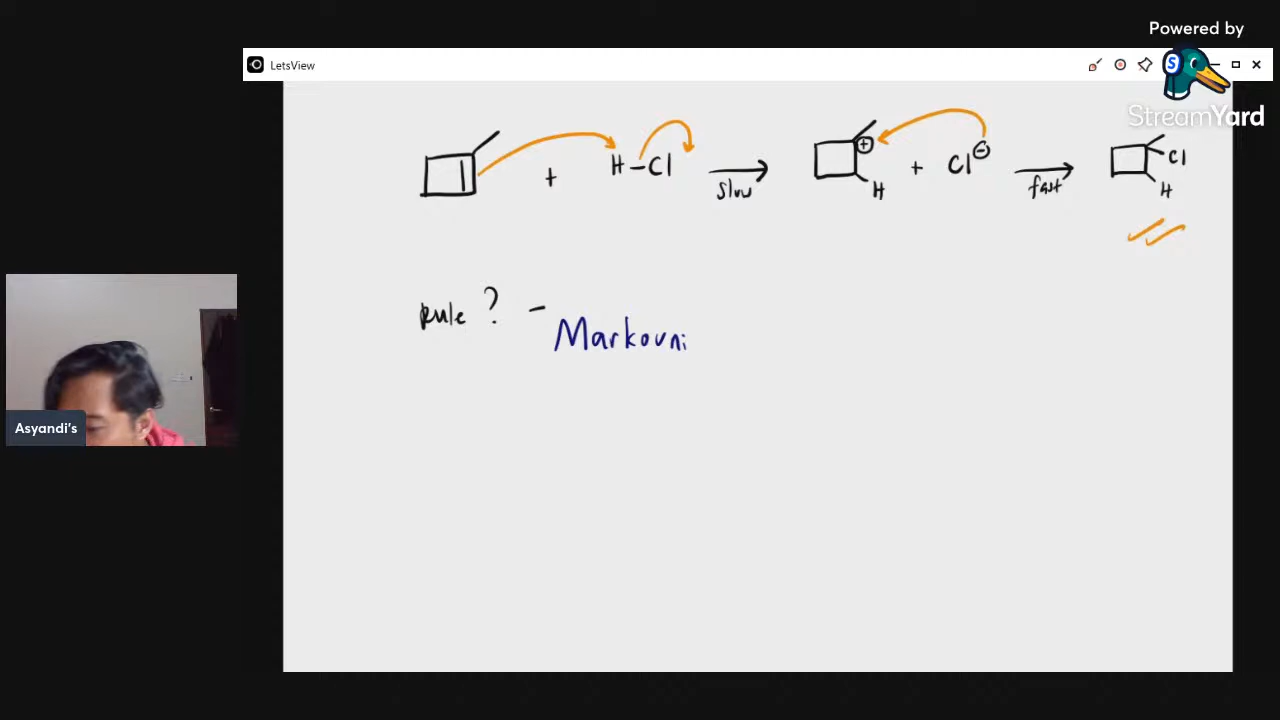 Powered by
StreamYard
LetsView
+ H-Cl slow ⊕ H + Cl⊖ fast Cl H
Rule ? -
Markovni
Asyandi's